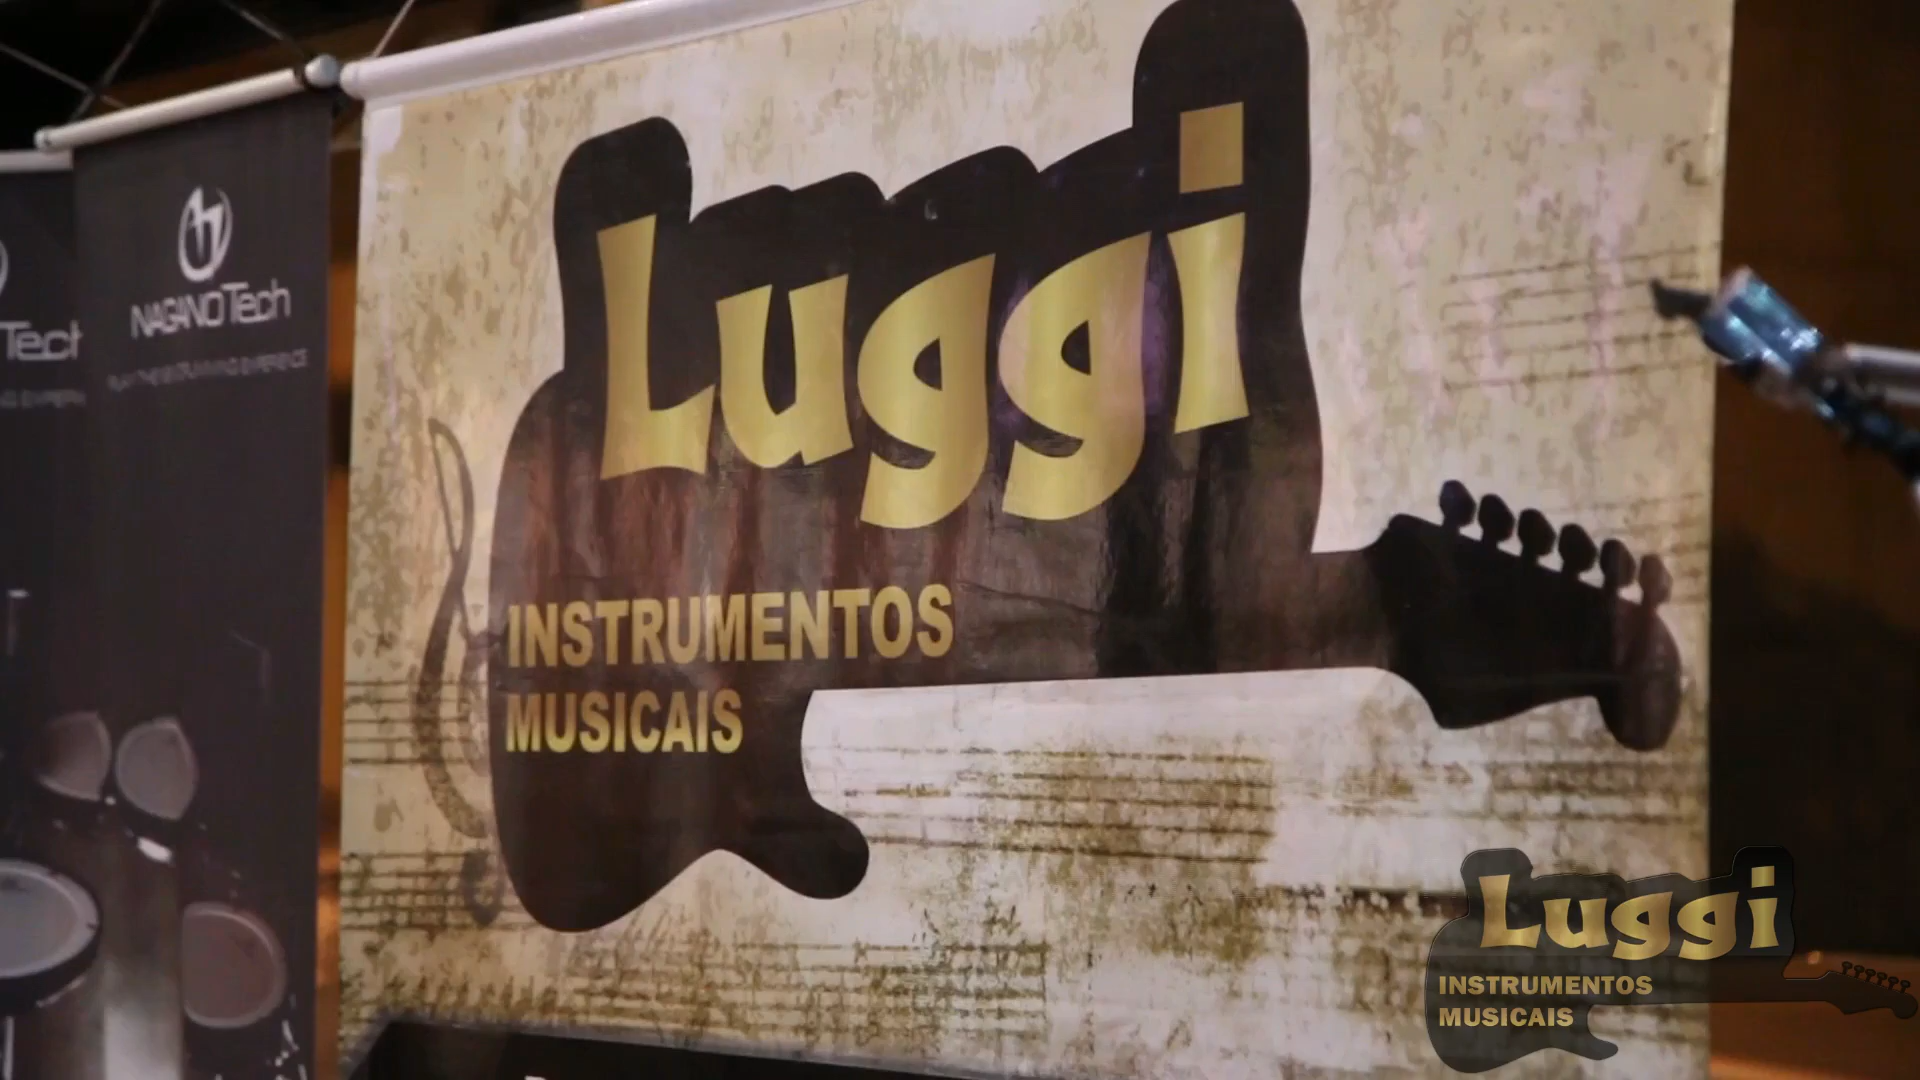 NAGANO Tech
Tech
Luggi
INSTRUMENTOS
MUSICAIS
Luggi
INSTRUMENTOS
MUSICAIS